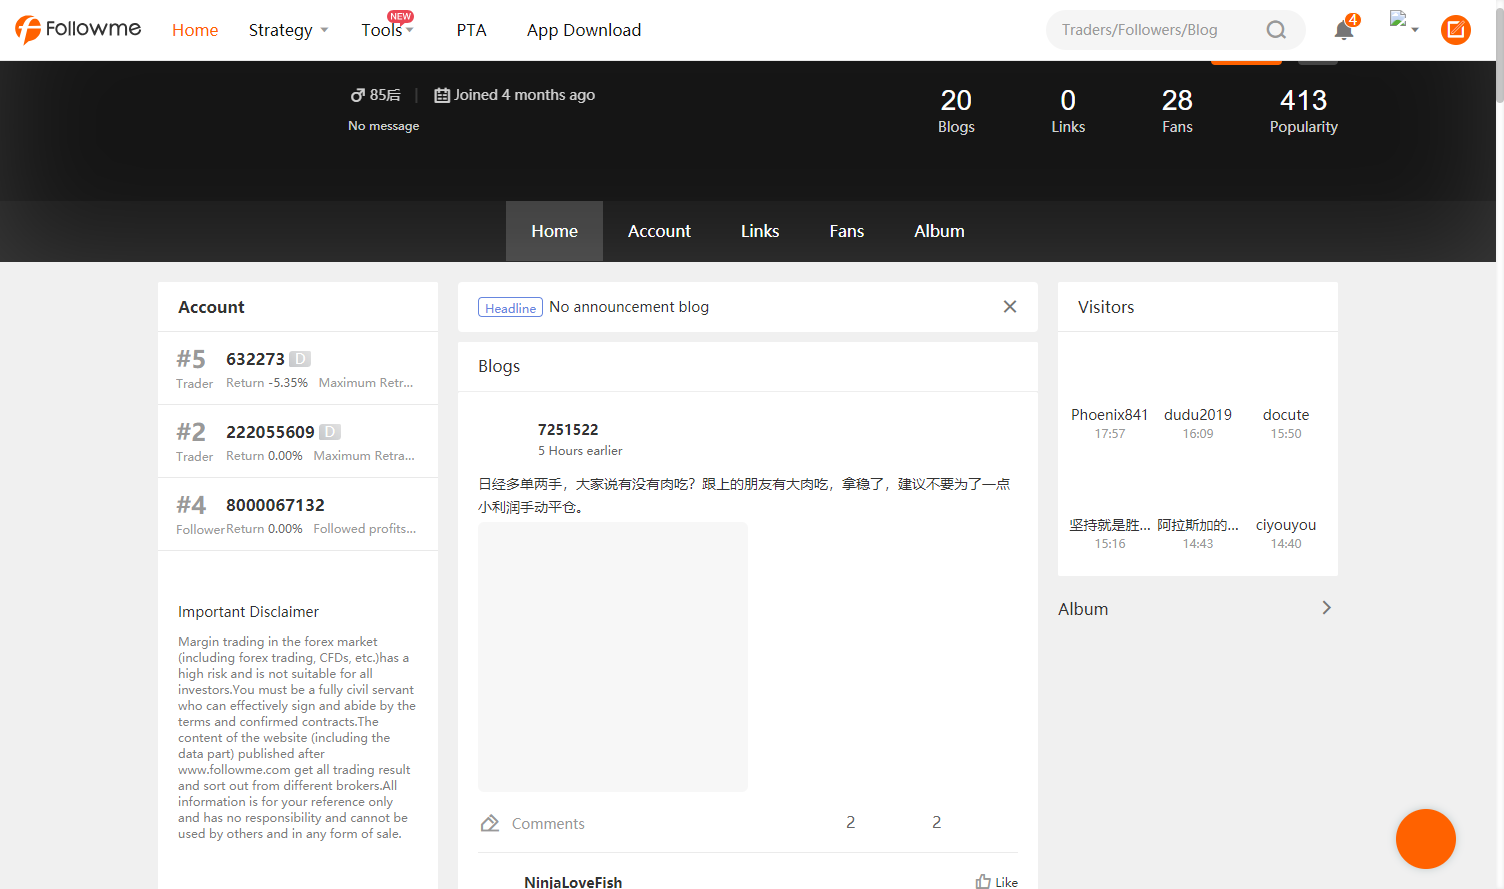 Followme Home Strategy Tools NEW PTA App Download Traders/Followers/Blog 4
85后 Joined 4 months ago
No message
20 0 28 413
Blogs Links Fans Popularity
Home Account Links Fans Album
Account
#5 632273 D
Trader Return -5.35% Maximum Retr...
#2 222055609 D
Trader Return 0.00% Maximum Retra...
#4 8000067132
Follower Return 0.00% Followed profits...
Important Disclaimer
Margin trading in the forex market
(including forex trading, CFDs, etc.)has a
high risk and is not suitable for all
investors.You must be a fully civil servant
who can effectively sign and abide by the
terms and confirmed contracts.The
content of the website (including the
data part) published after
www.followme.com get all trading result
and sort out from different brokers.All
information is for your reference only
and has no responsibility and cannot be
used by others and in any form of sale.
Headline No announcement blog
Blogs
7251522
5 Hours earlier
日经多单两手，大家说有没有肉吃？跟上的朋友有大肉吃，拿稳了，建议不要为了一点
小利润手动平仓。
Comments 2 2
NinjaLoveFish Like
Visitors
Phoenix841 dudu2019 docute
17:57 16:09 15:50
坚持就是胜... 阿拉斯加的... ciyouyou
15:16 14:43 14:40
Album